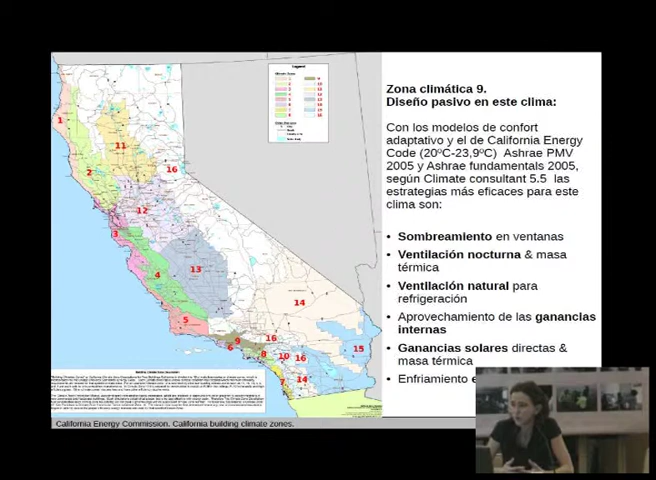 Legend
Zona climática 9.
Diseño pasivo en este clima:
Con los modelos de confort
adaptativo y el de California Energy
Code (20ºC-23,9ºC) Ashrae PMV
2005 y Ashrae fundamentals 2005,
según Climate consultant 5.5 las
estrategias más eficaces para este
clima son:
• Sombreamiento en ventanas
• Ventilación nocturna & masa
térmica
• Ventilación natural para
refrigeración
• Aprovechamiento de las ganancias
internas
• Ganancias solares directas &
masa térmica
• Enfriamiento
1
11
2
16
12
3
13
4
14
5
16
9
6
8
10
16
15
7
14
California Energy Commission. California building climate zones.